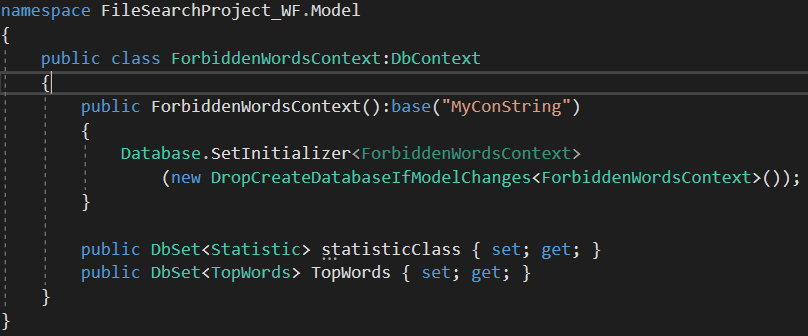 namespace FileSearchProject_WF.Model
{
    public class ForbiddenWordsContext:DbContext
    {
        public ForbiddenWordsContext():base("MyConString")
        {
            Database.SetInitializer<ForbiddenWordsContext>
                (new DropCreateDatabaseIfModelChanges<ForbiddenWordsContext>());
        }

        public DbSet<Statistic> statisticClass { set; get; }
        public DbSet<TopWords> TopWords { set; get; }
    }
}